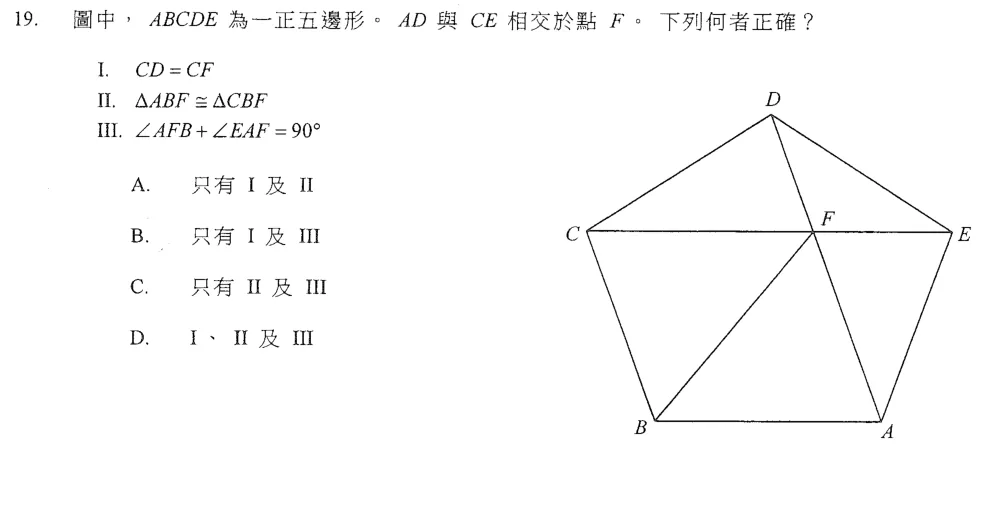 19. 圖中， ABCDE 為一正五邊形。 AD 與 CE 相交於點 F 。 下列何者正確？
I. CD = CF
II. ΔABF ≅ ΔCBF
III. ∠AFB + ∠EAF = 90°
A. 只有 I 及 II
B. 只有 I 及 III
C. 只有 II 及 III
D. I 、 II 及 III
D
F
C
E
B
A